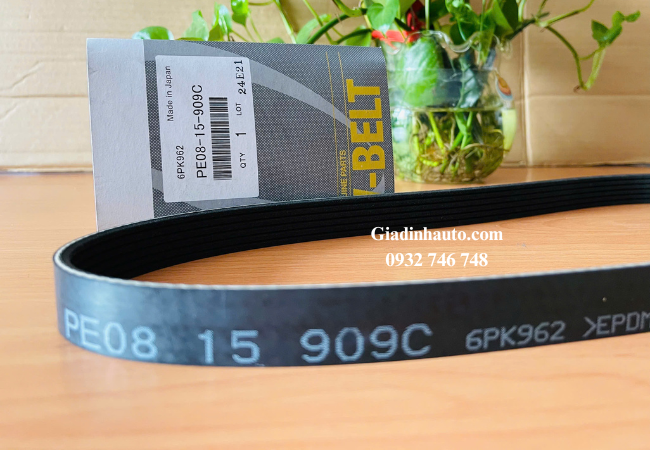 Made in Japan
6PK962
PE08-15-909C
QTY 1 LOT 24E21
-BELT
PARTS
Giadinhauto.com
0932 746 748
PE08 15 909C 6PK962 >EPDM